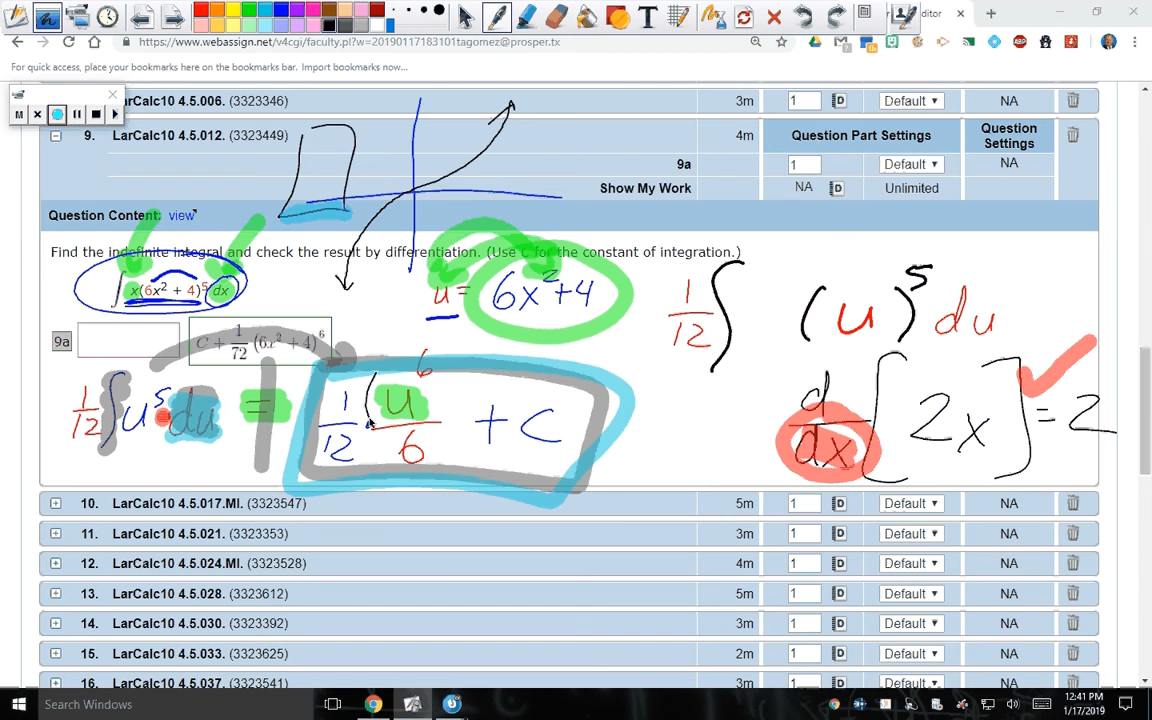 ditor
https://www.webassign.net/v4cgi/faculty.pl?w=20190117183101tagomez@prosper.tx
For quick access, place your bookmarks here on the bookmarks bar. Import bookmarks now...
arCalc10 4.5.006. (3323346) 3m 1 Default NA
9. LarCalc10 4.5.012. (3323449) 4m Question Part Settings Question Settings
9a 1 Default NA
Show My Work NA Unlimited
Question Content: view
Find the indefinite integral and check the result by differentiation. (Use C for the constant of integration.)
∫ x(6x² + 4)⁵ dx
u = 6x² + 4
1/12 ∫ (u)⁵ du
9a C + 1/72 (6x² + 4)⁶
1/12 ∫ u⁵ du = 1/12 (u⁶/6 + C
d/dx [2x] = 2
10. LarCalc10 4.5.017.MI. (3323547) 5m 1 Default NA
11. LarCalc10 4.5.021. (3323353) 3m 1 Default NA
12. LarCalc10 4.5.024.MI. (3323528) 4m 1 Default NA
13. LarCalc10 4.5.028. (3323612) 5m 1 Default NA
14. LarCalc10 4.5.030. (3323392) 3m 1 Default NA
15. LarCalc10 4.5.033. (3323625) 2m 1 Default NA
16. LarCalc10 4.5.037. (3323541) 3m 1 Default NA
Search Windows
12:41 PM
1/17/2019